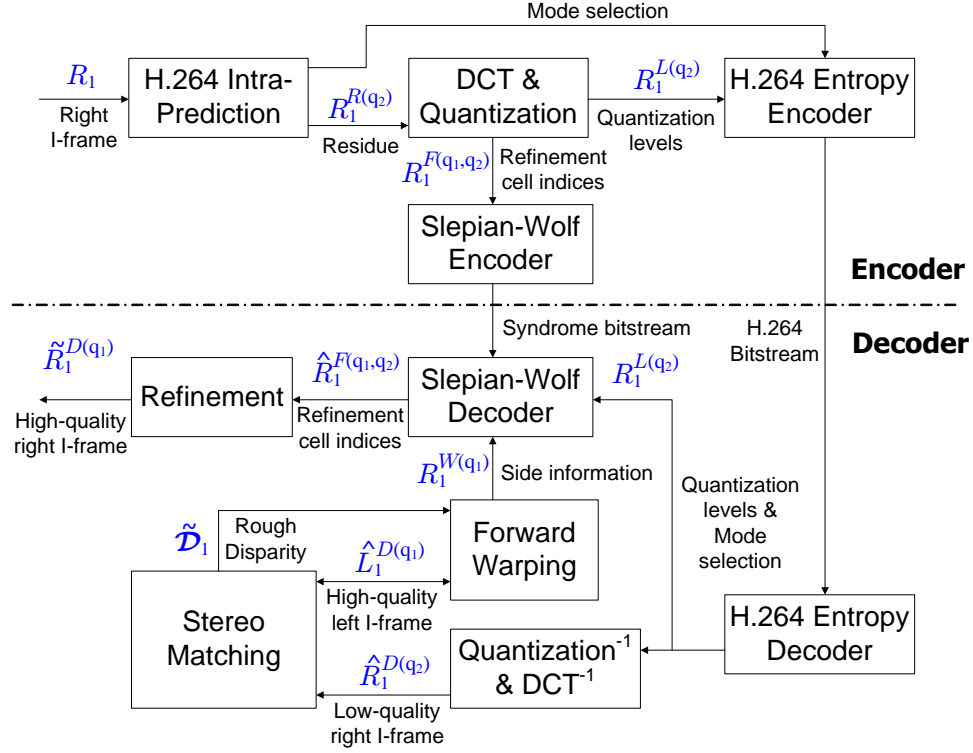 Mode selection
R₁
Right
I-frame
H.264 Intra-
Prediction
R₁^R(q₂)
Residue
DCT &
Quantization
R₁^L(q₂)
Quantization
levels
H.264 Entropy
Encoder
R₁^F(q₁,q₂)
Refinement
cell indices
Slepian-Wolf
Encoder
Encoder
Syndrome bitstream
H.264
Bitstream
Decoder
R̃₁^D(q₁)
High-quality
right I-frame
Refinement
R̂₁^F(q₁,q₂)
Refinement
cell indices
Slepian-Wolf
Decoder
R₁^L(q₂)
R₁^W(q₁)
Side information
Quantization
levels &
Mode
selection
𝒟̃₁
Rough
Disparity
L̂₁^D(q₁)
High-quality
left I-frame
Forward
Warping
Stereo
Matching
R̂₁^D(q₂)
Low-quality
right I-frame
Quantization⁻¹
& DCT⁻¹
H.264 Entropy
Decoder